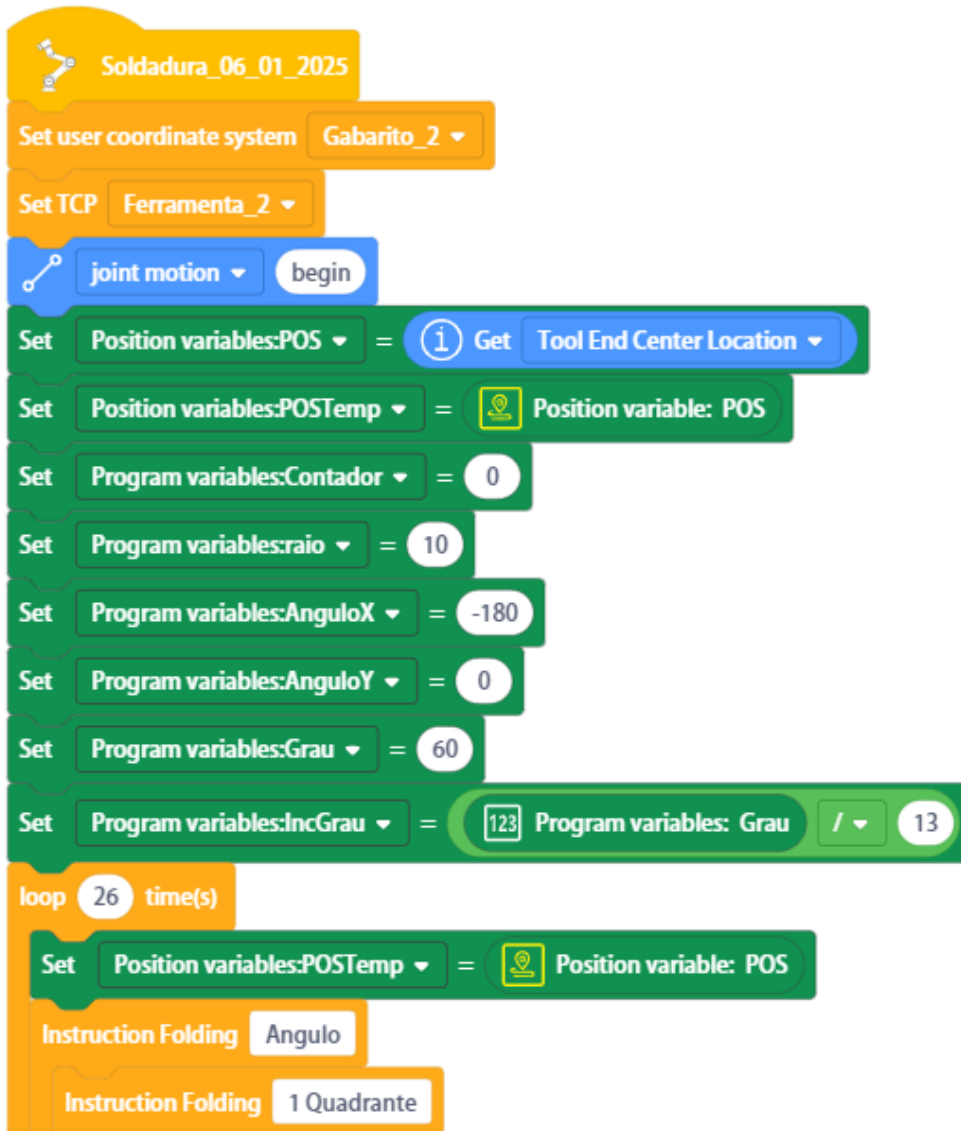 Soldadura_06_01_2025
Set user coordinate system Gabarito_2
Set TCP Ferramenta_2
joint motion begin
Set Position variables:POS = i Get Tool End Center Location
Set Position variables:POSTemp = Position variable: POS
Set Program variables:Contador = 0
Set Program variables:raio = 10
Set Program variables:AnguloX = -180
Set Program variables:AnguloY = 0
Set Program variables:Grau = 60
Set Program variables:IncGrau = 123 Program variables: Grau / 13
loop 26 time(s)
Set Position variables:POSTemp = Position variable: POS
Instruction Folding Angulo
Instruction Folding 1 Quadrante